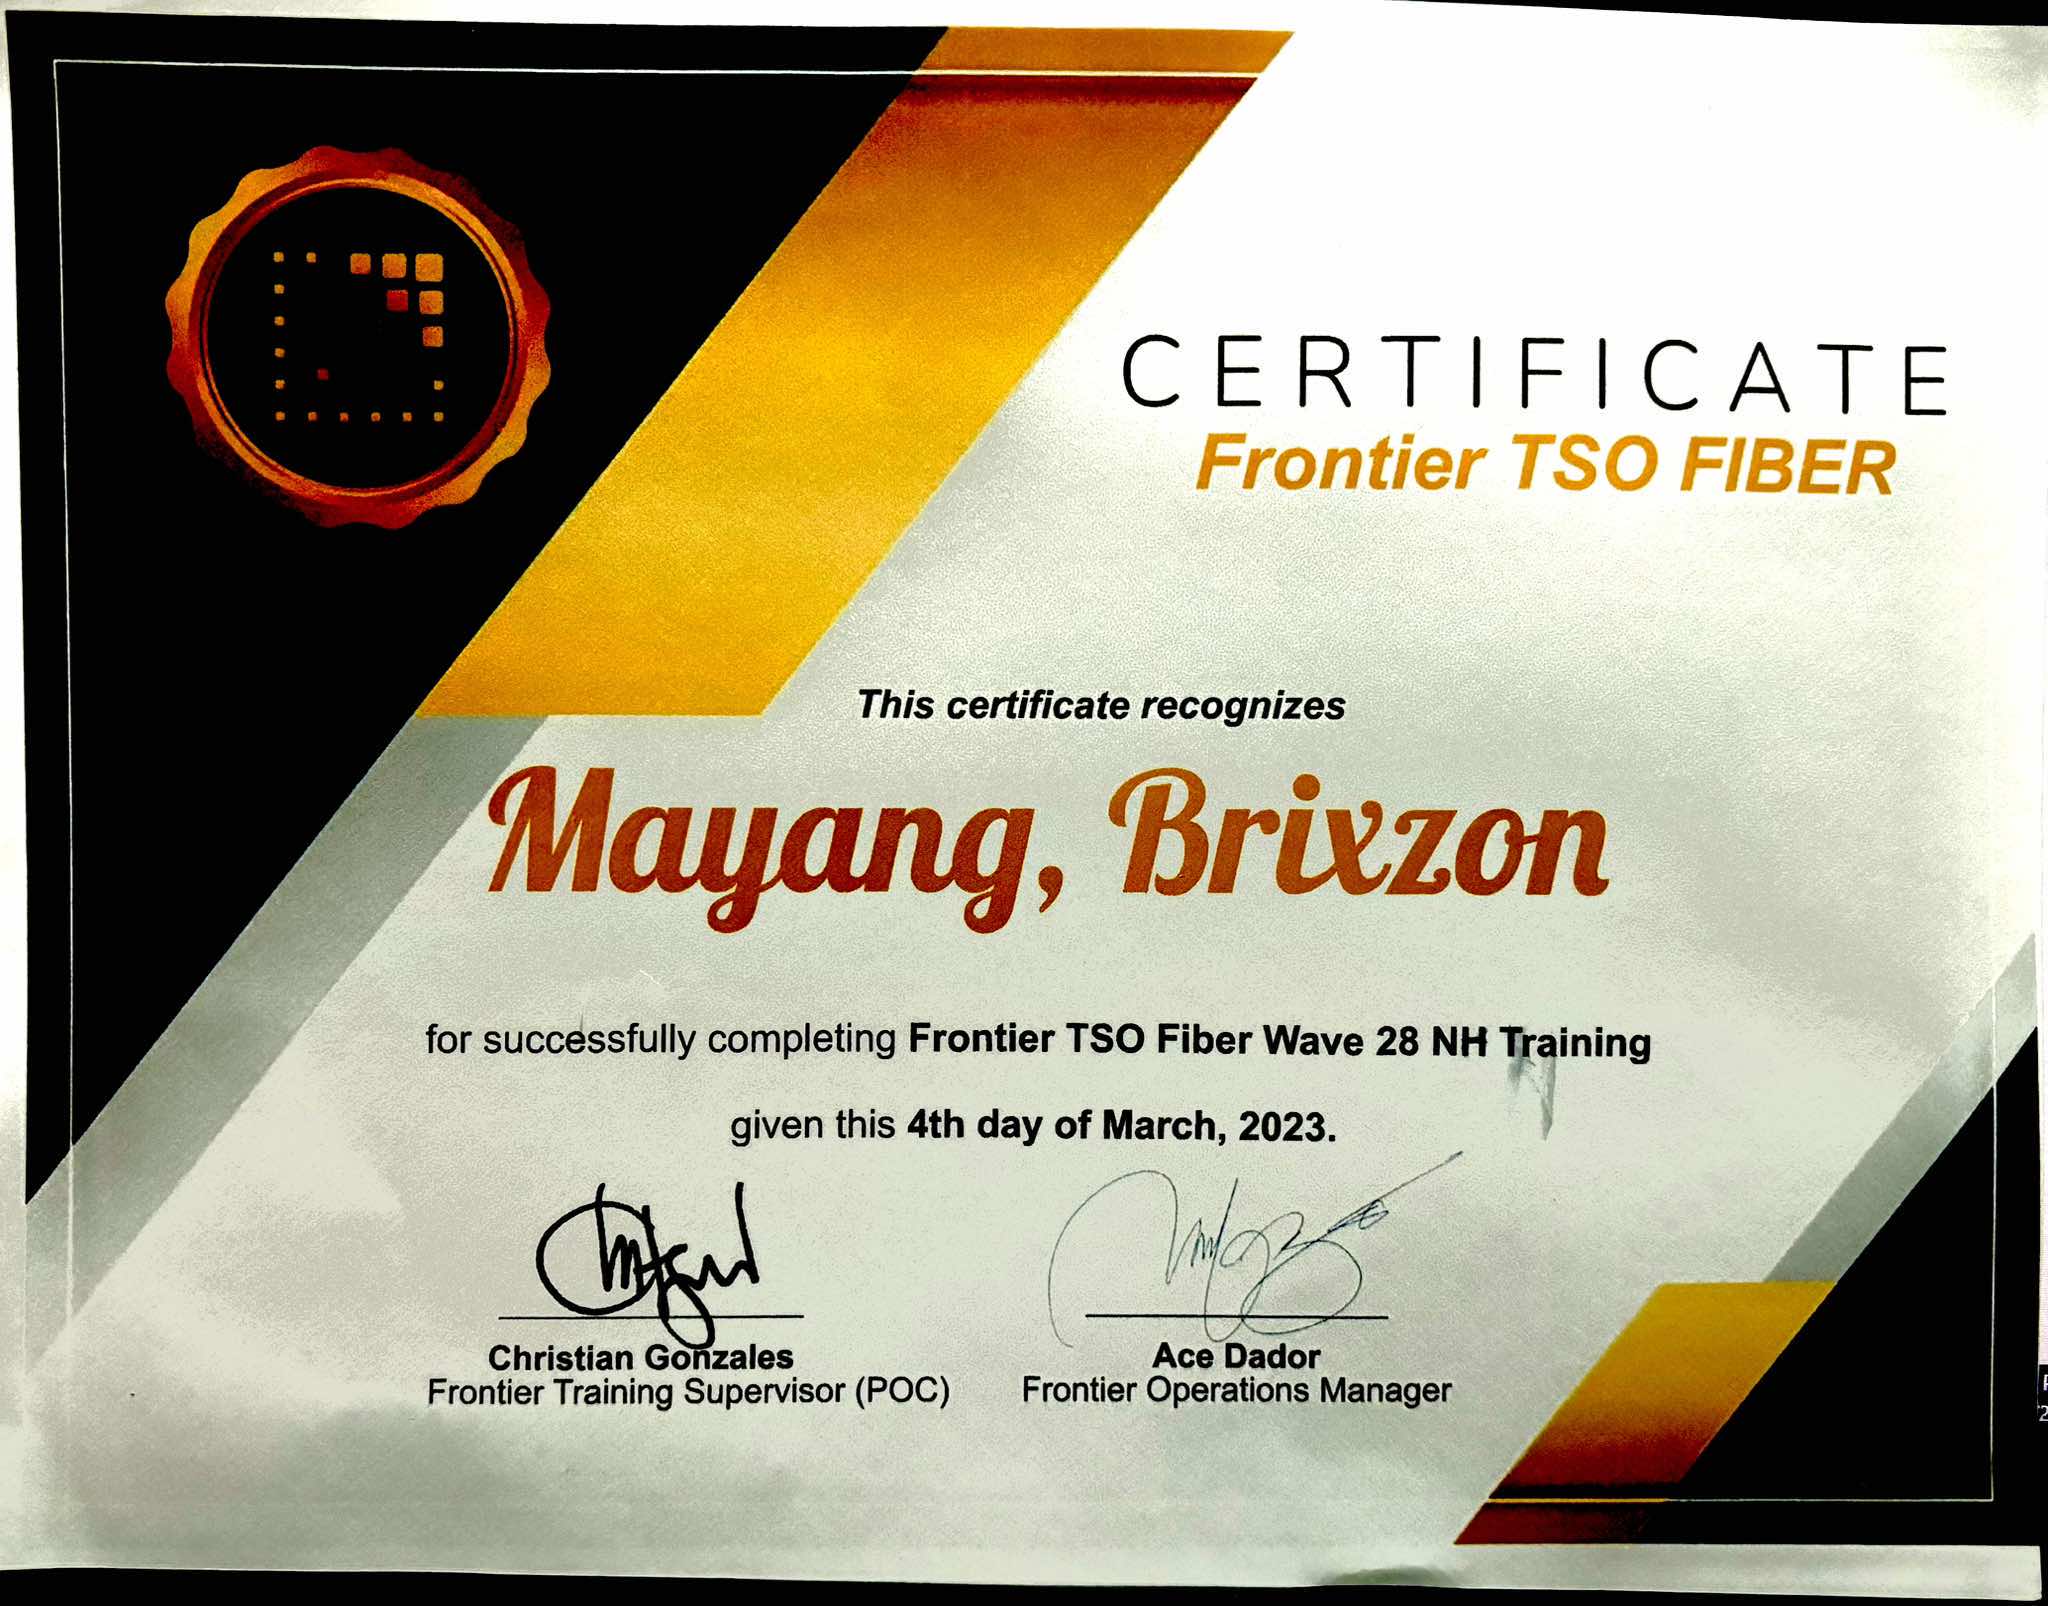 CERTIFICATE
Frontier TSO FIBER
This certificate recognizes
Mayang, Brixzon
for successfully completing Frontier TSO Fiber Wave 28 NH Training
given this 4th day of March, 2023.
Christian Gonzales
Frontier Training Supervisor (POC)
Ace Dador
Frontier Operations Manager